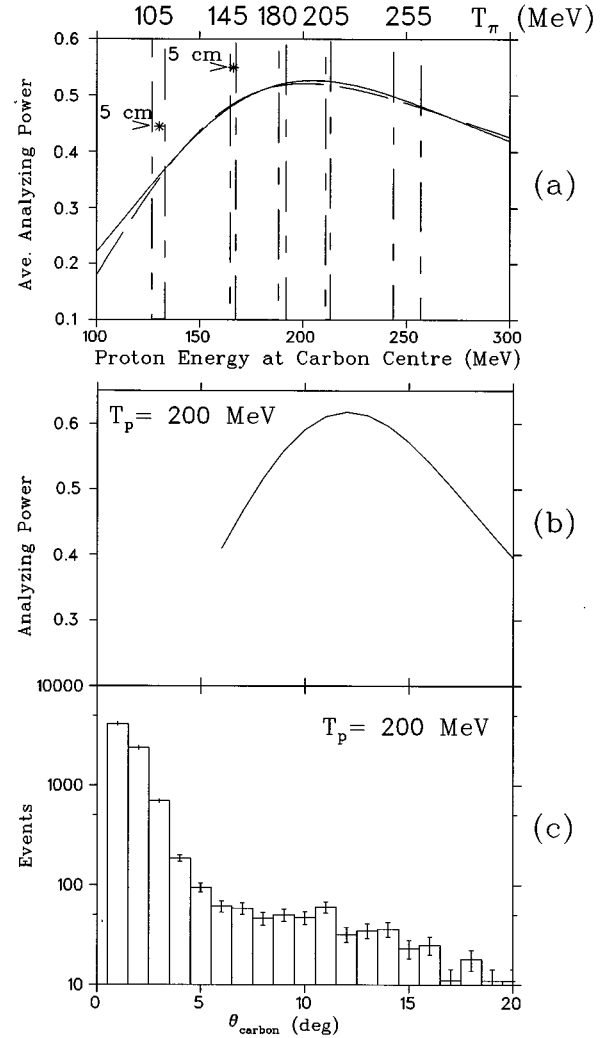 105 145 180 205 255 T_π (MeV)
0.6
5 cm
0.5
5 cm
0.4
0.3
0.2
0.1
Ave. Analyzing Power
(a)
100 150 200 250 300
Proton Energy at Carbon Centre (MeV)
T_p= 200 MeV
0.6
0.5
0.4
0.3
Analyzing Power
(b)
10000
T_p= 200 MeV
1000
100
10
Events
(c)
0 5 10 15 20
θ_carbon (deg)